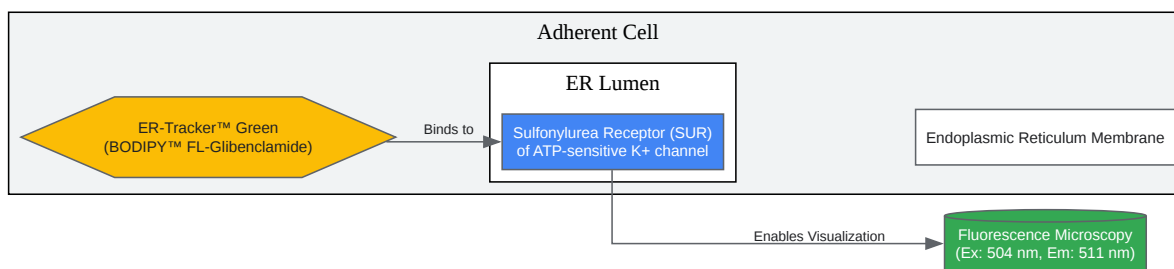 Adherent Cell
ER Lumen
ER-Tracker™ Green
(BODIPY™ FL-Glibenclamide)
Binds to
Sulfonylurea Receptor (SUR)
of ATP-sensitive K+ channel
Endoplasmic Reticulum Membrane
Enables Visualization
Fluorescence Microscopy
(Ex: 504 nm, Em: 511 nm)